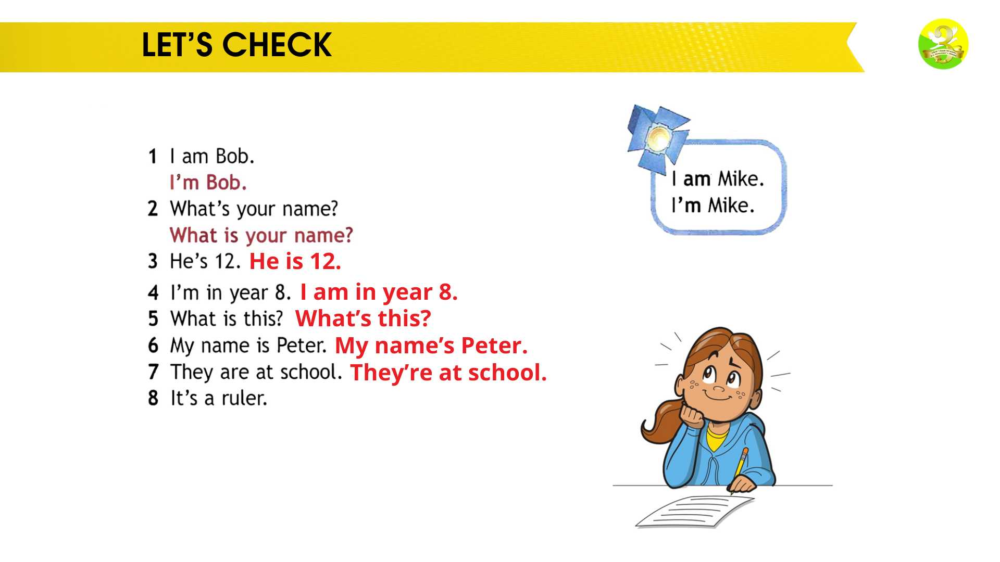 LET’S CHECK
1 I am Bob.
I’m Bob.
2 What’s your name?
What is your name?
3 He’s 12. He is 12.
4 I’m in year 8. I am in year 8.
5 What is this? What’s this?
6 My name is Peter. My name’s Peter.
7 They are at school. They’re at school.
8 It’s a ruler.
I am Mike.
I’m Mike.
3